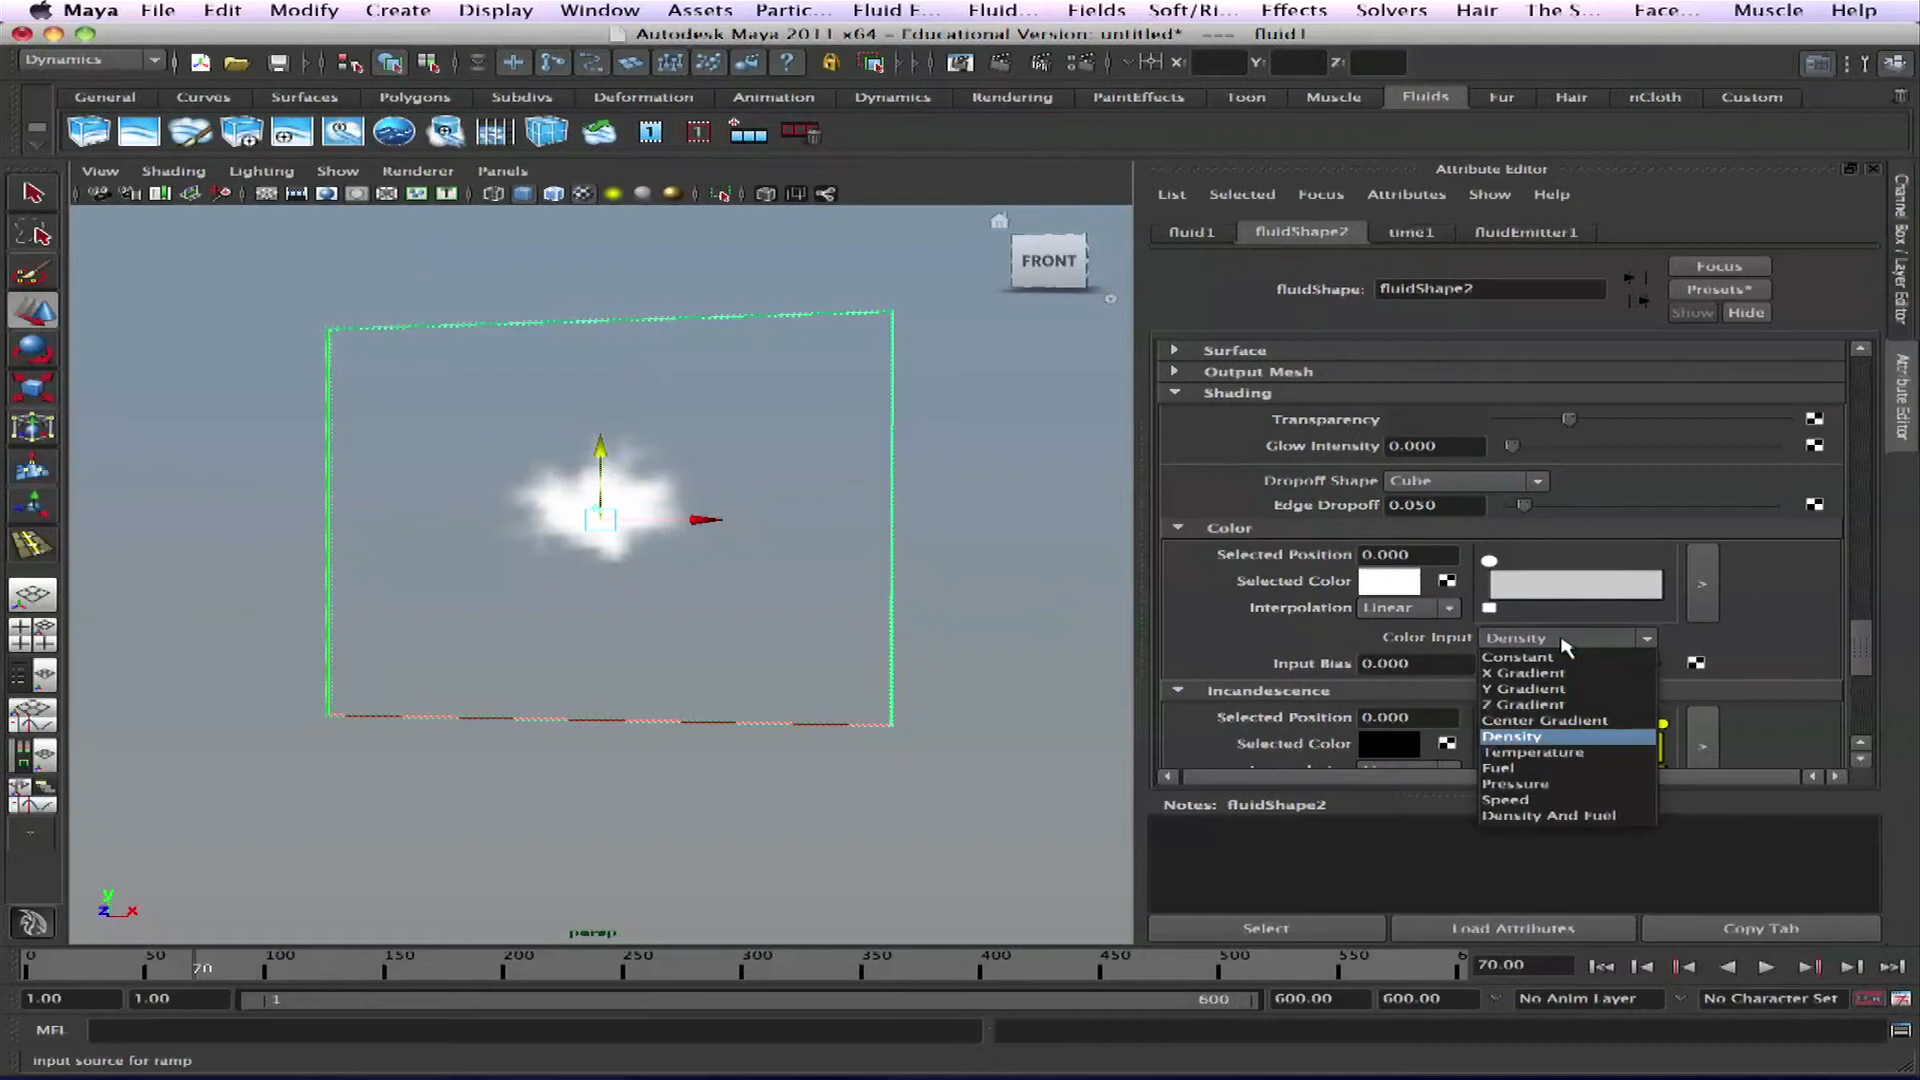 Maya File Edit Modify Create Display Window Assets Partic... Fluid E... Fluid... Fields Soft/Ri... Effects Solvers Hair The S... Face... Muscle Help
Autodesk Maya 2011 x64 – Educational Version: untitled* --- fluid1
Dynamics X: Y: Z:
General Curves Surfaces Polygons Subdivs Deformation Animation Dynamics Rendering PaintEffects Toon Muscle Fluids Fur Hair nCloth Custom
View Shading Lighting Show Renderer Panels
FRONT
persp
y
z x
Attribute Editor
List Selected Focus Attributes Show Help
fluid1 fluidShape2 time1 fluidEmitter1
Focus
fluidShape: fluidShape2 Presets*
Show Hide
Surface
Output Mesh
Shading
Transparency
Glow Intensity 0.000
Dropoff Shape Cube
Edge Dropoff 0.050
Color
Selected Position 0.000
Selected Color
Interpolation Linear
Color Input Density
Input Bias 0.000
Incandescence
Selected Position 0.000
Selected Color
Constant
X Gradient
Y Gradient
Z Gradient
Center Gradient
Density
Temperature
Fuel
Pressure
Speed
Density And Fuel
Notes: fluidShape2
Select Load Attributes Copy Tab
Channel Box / Layer Editor
Attribute Editor
0 50 70 100 150 200 250 300 350 400 450 500 550 6 70.00
1.00 1.00 1 600 600.00 600.00 No Anim Layer No Character Set
MEL
Input source for ramp